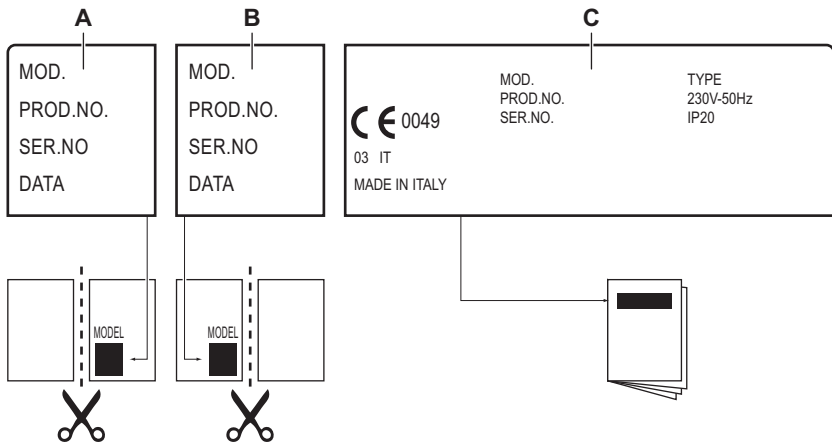 A
B
C
MOD.
PROD.NO.
SER.NO
DATA
MOD.
PROD.NO.
SER.NO
DATA
MOD.
PROD.NO.
SER.NO.
TYPE
230V-50Hz
IP20
CE 0049
03 IT
MADE IN ITALY
MODEL
MODEL